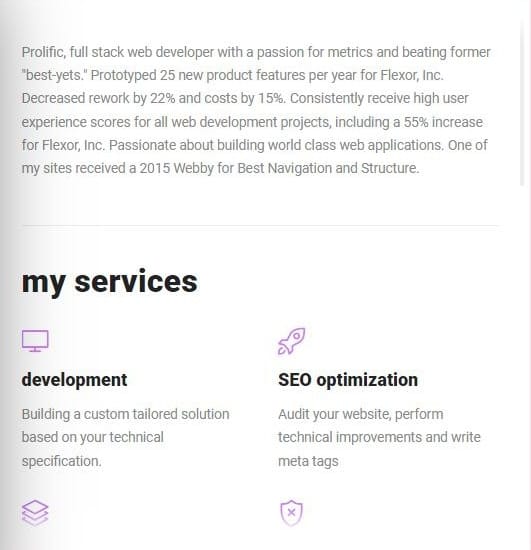 Prolific, full stack web developer with a passion for metrics and beating former
"best-yets." Prototyped 25 new product features per year for Flexor, Inc.
Decreased rework by 22% and costs by 15%. Consistently receive high user
experience scores for all web development projects, including a 55% increase
for Flexor, Inc. Passionate about building world class web applications. One of
my sites received a 2015 Webby for Best Navigation and Structure.
my services
development
Building a custom tailored solution
based on your technical
specification.
SEO optimization
Audit your website, perform
technical improvements and write
meta tags